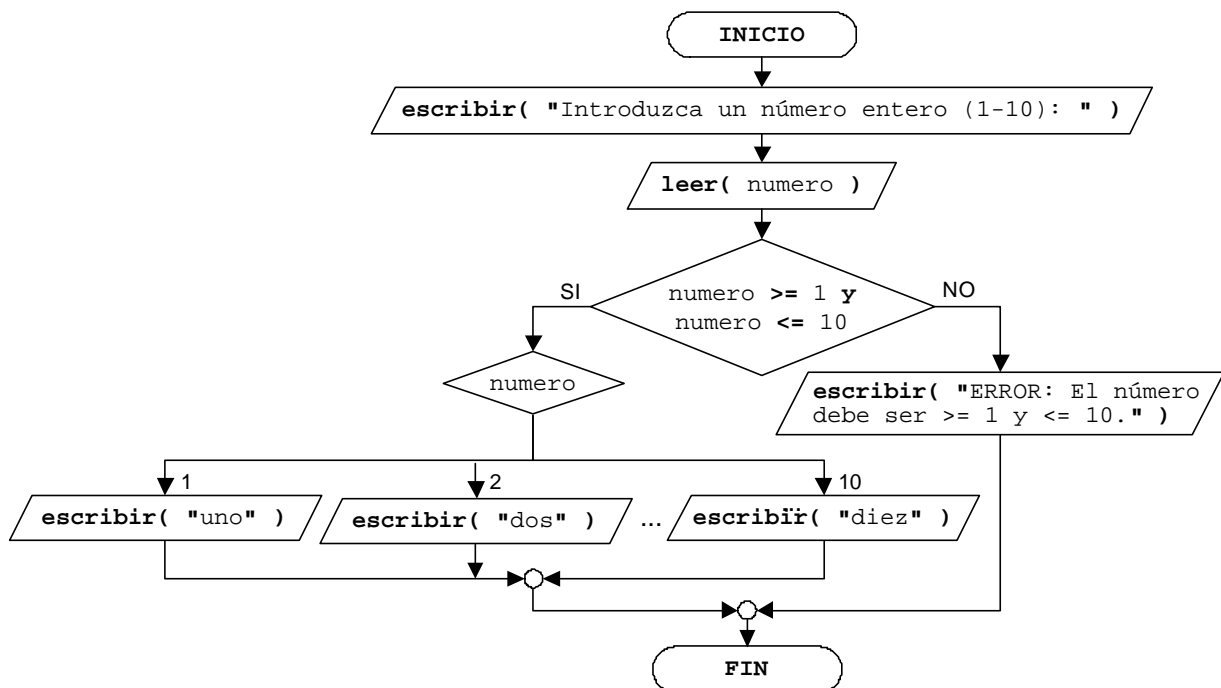 INICIO
escribir( "Introduzca un número entero (1-10): " )
leer( numero )
SI
numero >= 1 y
numero <= 10
NO
numero
escribir( "ERROR: El número
debe ser >= 1 y <= 10." )
1
2
10
escribir( "uno" )
escribir( "dos" )
...
escribïr( "diez" )
FIN